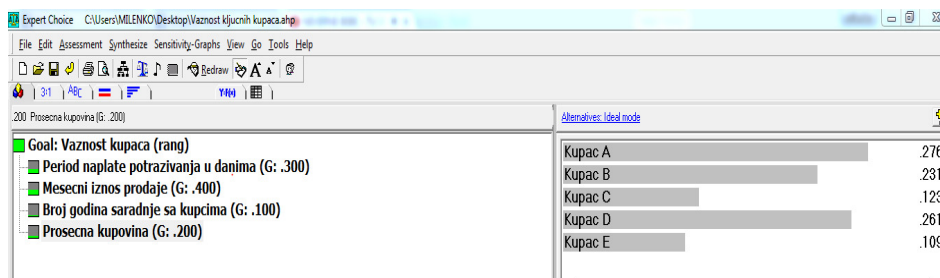 Expert Choice C:\Users\MILENKO\Desktop\Vaznost kljucnih kupaca.ahp
File Edit Assessment Synthesize Sensitivity-Graphs View Go Tools Help
Redraw A A
3:1 ABC Y:f(x)
.200 Prosecna kupovina (G: .200)
Alternatives: Ideal mode
Goal: Vaznost kupaca (rang)
Period naplate potrazivanja u danima (G: .300)
Mesecni iznos prodaje (G: .400)
Broj godina saradnje sa kupcima (G: .100)
Prosecna kupovina (G: .200)
Kupac A .276
Kupac B .231
Kupac C .123
Kupac D .261
Kupac E .109